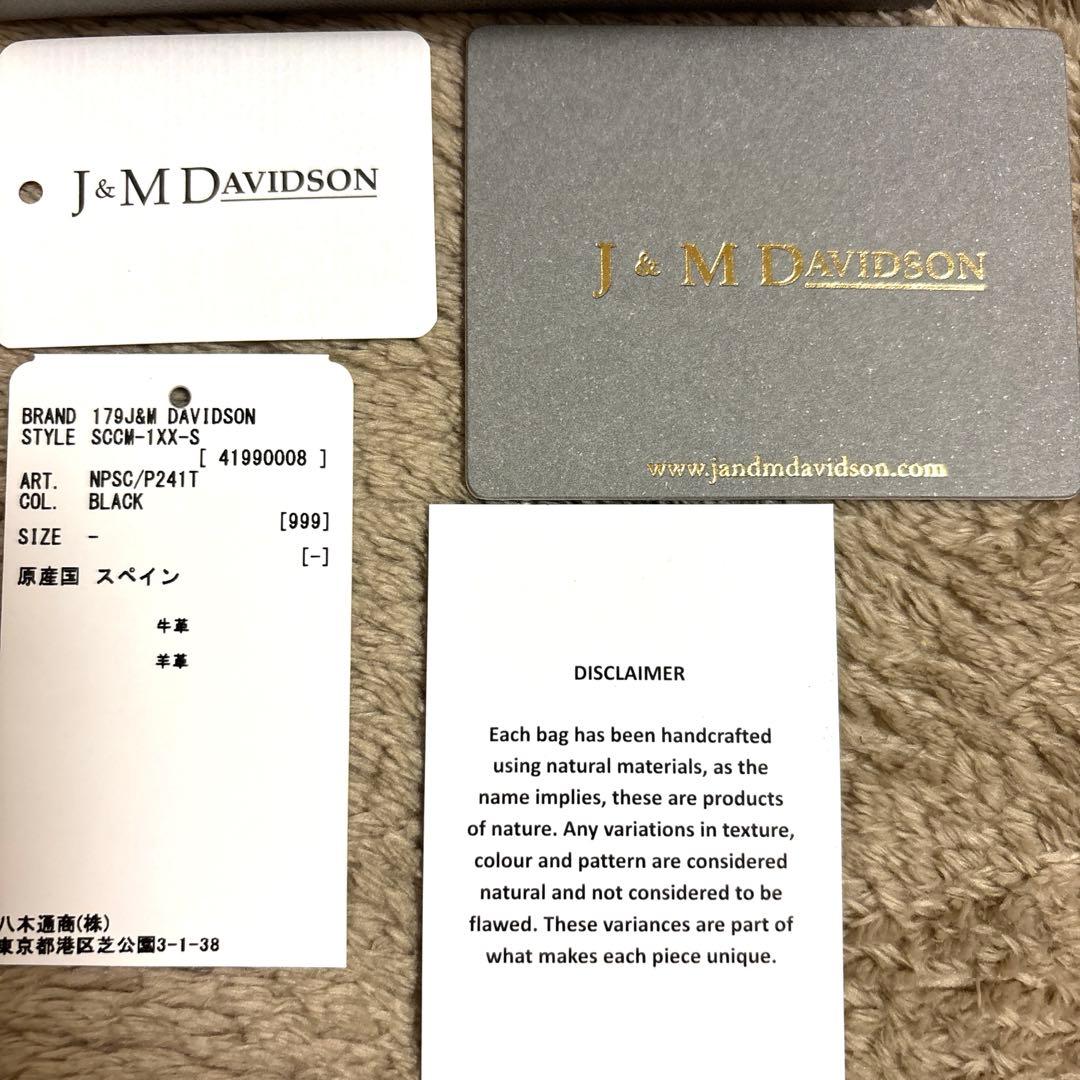 J & M DAVIDSON
J & M DAVIDSON
www.jandmdavidson.com
BRAND 179J&M DAVIDSON
STYLE SCCM-1XX-S
[ 41990008 ]
ART. NPSC/P241T
COL. BLACK
[999]
SIZE -
[-]
原産国 スペイン
牛革
羊革
八木通商(株)
東京都港区芝公園3-1-38
DISCLAIMER
Each bag has been handcrafted
using natural materials, as the
name implies, these are products
of nature. Any variations in texture,
colour and pattern are considered
natural and not considered to be
flawed. These variances are part of
what makes each piece unique.